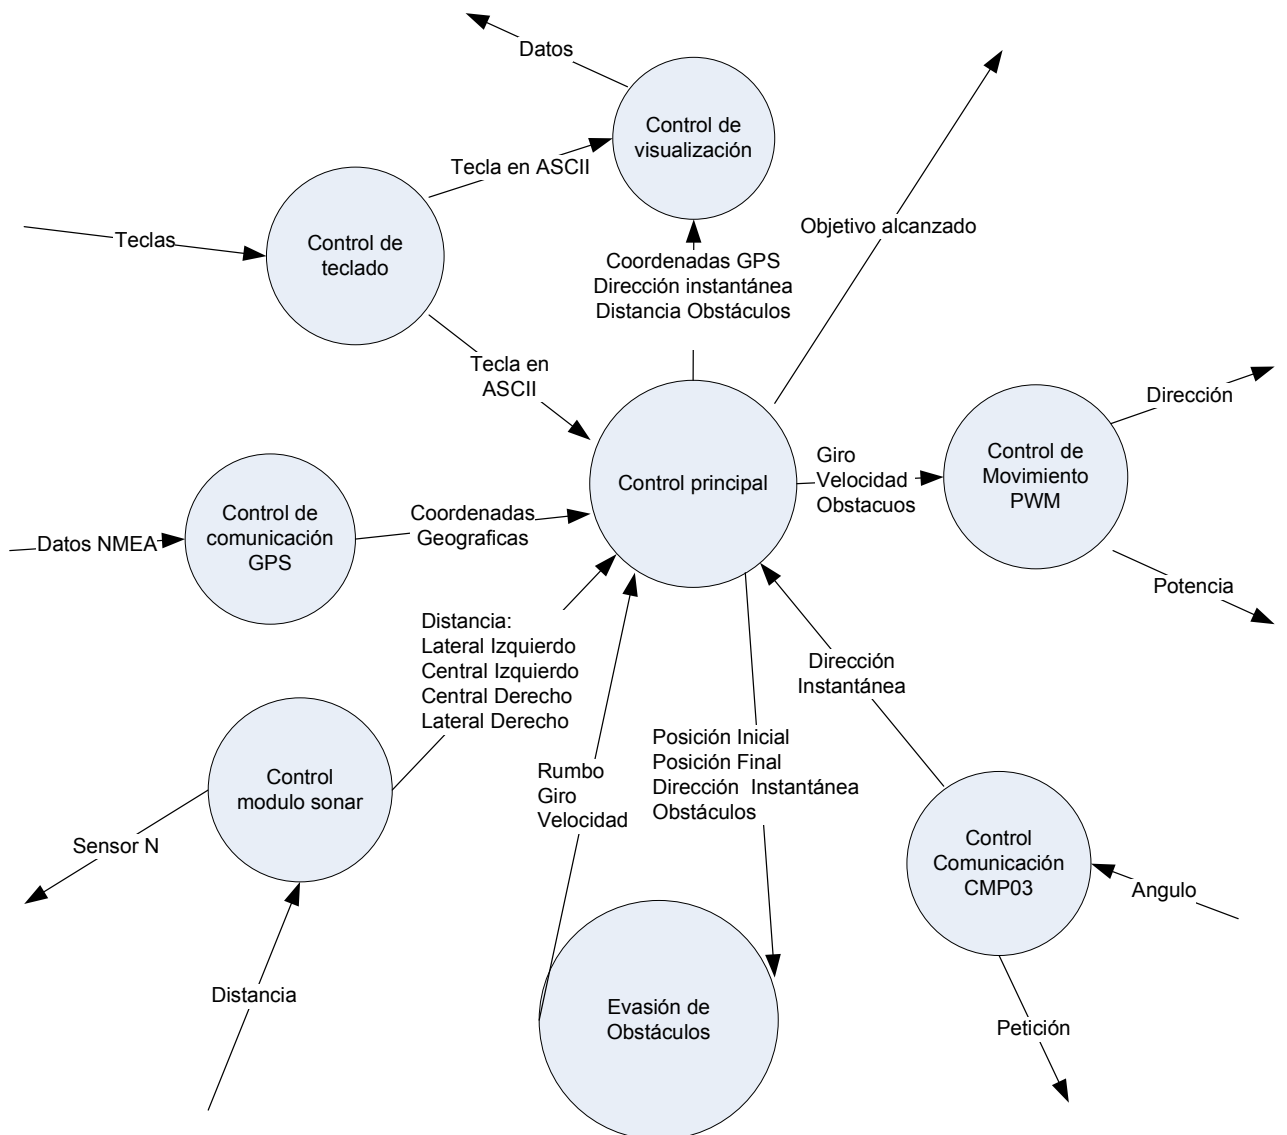 Datos
Control de
visualización
Tecla en ASCII
Teclas
Control de
teclado
Objetivo alcanzado
Coordenadas GPS
Dirección instantánea
Distancia Obstáculos
Tecla en
ASCII
Dirección
Control principal
Giro
Velocidad
Obstacuos
Control de
Movimiento
PWM
Control de
comunicación
GPS
Coordenadas
Geograficas
Datos NMEA
Potencia
Distancia:
Lateral Izquierdo
Central Izquierdo
Central Derecho
Lateral Derecho
Dirección
Instantánea
Control
modulo sonar
Rumbo
Giro
Velocidad
Posición Inicial
Posición Final
Dirección Instantánea
Obstáculos
Sensor N
Control
Comunicación
CMP03
Angulo
Distancia
Evasión de
Obstáculos
Petición